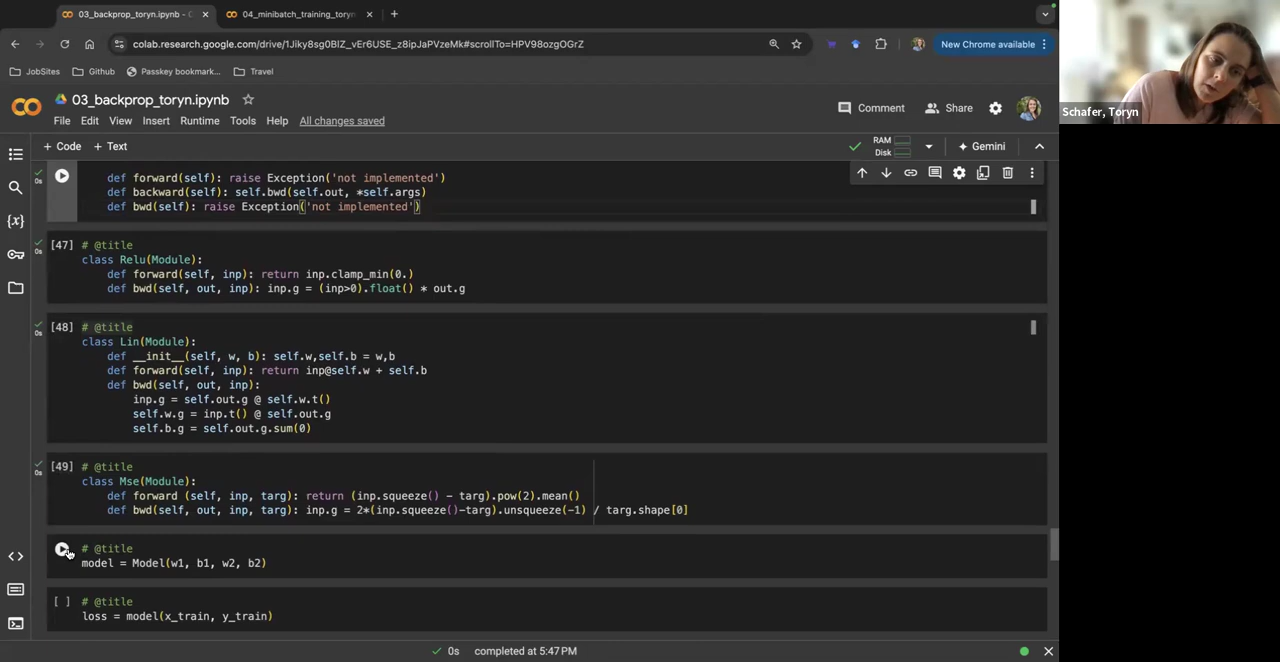 03_backprop_toryn.ipynb - C
04_minibatch_training_toryn
colab.research.google.com/drive/1Jiky8sg0BIZ_vEr6USE_z8ipJaPVzeMk#scrollTo=HPV98ozgOGrZ
New Chrome available
JobSites
Github
Passkey bookmark...
Travel
03_backprop_toryn.ipynb
Comment
Share
File Edit View Insert Runtime Tools Help All changes saved
+ Code + Text
RAM
Disk
Gemini
def forward(self): raise Exception('not implemented')
def backward(self): self.bwd(self.out, *self.args)
def bwd(self): raise Exception('not implemented')
0s
[47] # @title
0s
class Relu(Module):
def forward(self, inp): return inp.clamp_min(0.)
def bwd(self, out, inp): inp.g = (inp>0).float() * out.g
[48] # @title
0s
class Lin(Module):
def __init__(self, w, b): self.w,self.b = w,b
def forward(self, inp): return inp@self.w + self.b
def bwd(self, out, inp):
inp.g = self.out.g @ self.w.t()
self.w.g = inp.t() @ self.out.g
self.b.g = self.out.g.sum(0)
[49] # @title
0s
class Mse(Module):
def forward (self, inp, targ): return (inp.squeeze() - targ).pow(2).mean()
def bwd(self, out, inp, targ): inp.g = 2*(inp.squeeze()-targ).unsqueeze(-1) / targ.shape[0]
# @title
model = Model(w1, b1, w2, b2)
[ ] # @title
loss = model(x_train, y_train)
0s completed at 5:47 PM
Schafer, Toryn